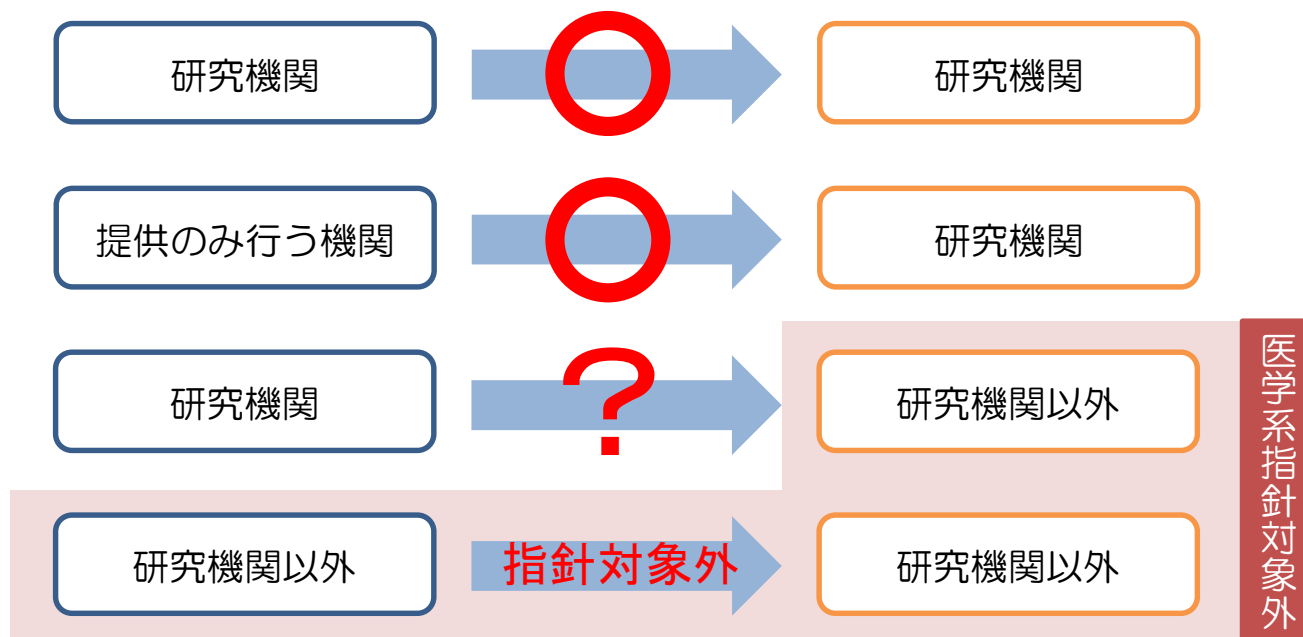 研究機関
研究機関
提供のみ行う機関
研究機関
研究機関
？
研究機関以外
研究機関以外
指針対象外
研究機関以外
医学系指針対象外